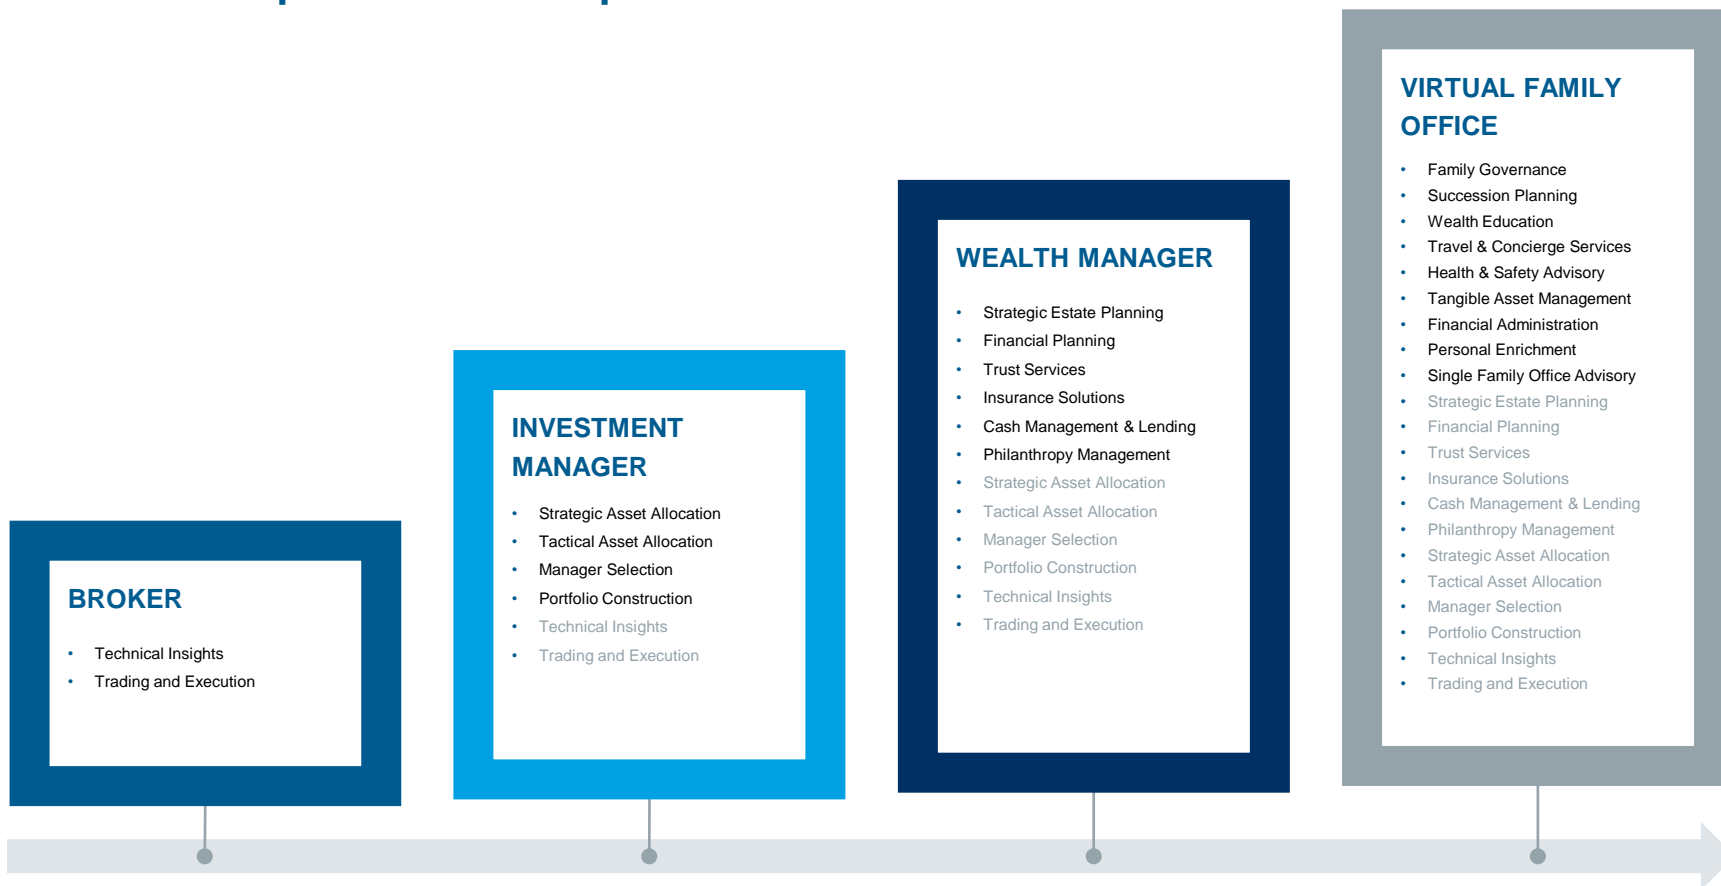 BROKER
• Technical Insights
• Trading and Execution
INVESTMENT
MANAGER
• Strategic Asset Allocation
• Tactical Asset Allocation
• Manager Selection
• Portfolio Construction
• Technical Insights
• Trading and Execution
WEALTH MANAGER
• Strategic Estate Planning
• Financial Planning
• Trust Services
• Insurance Solutions
• Cash Management & Lending
• Philanthropy Management
• Strategic Asset Allocation
• Tactical Asset Allocation
• Manager Selection
• Portfolio Construction
• Technical Insights
• Trading and Execution
VIRTUAL FAMILY
OFFICE
• Family Governance
• Succession Planning
• Wealth Education
• Travel & Concierge Services
• Health & Safety Advisory
• Tangible Asset Management
• Financial Administration
• Personal Enrichment
• Single Family Office Advisory
• Strategic Estate Planning
• Financial Planning
• Trust Services
• Insurance Solutions
• Cash Management & Lending
• Philanthropy Management
• Strategic Asset Allocation
• Tactical Asset Allocation
• Manager Selection
• Portfolio Construction
• Technical Insights
• Trading and Execution